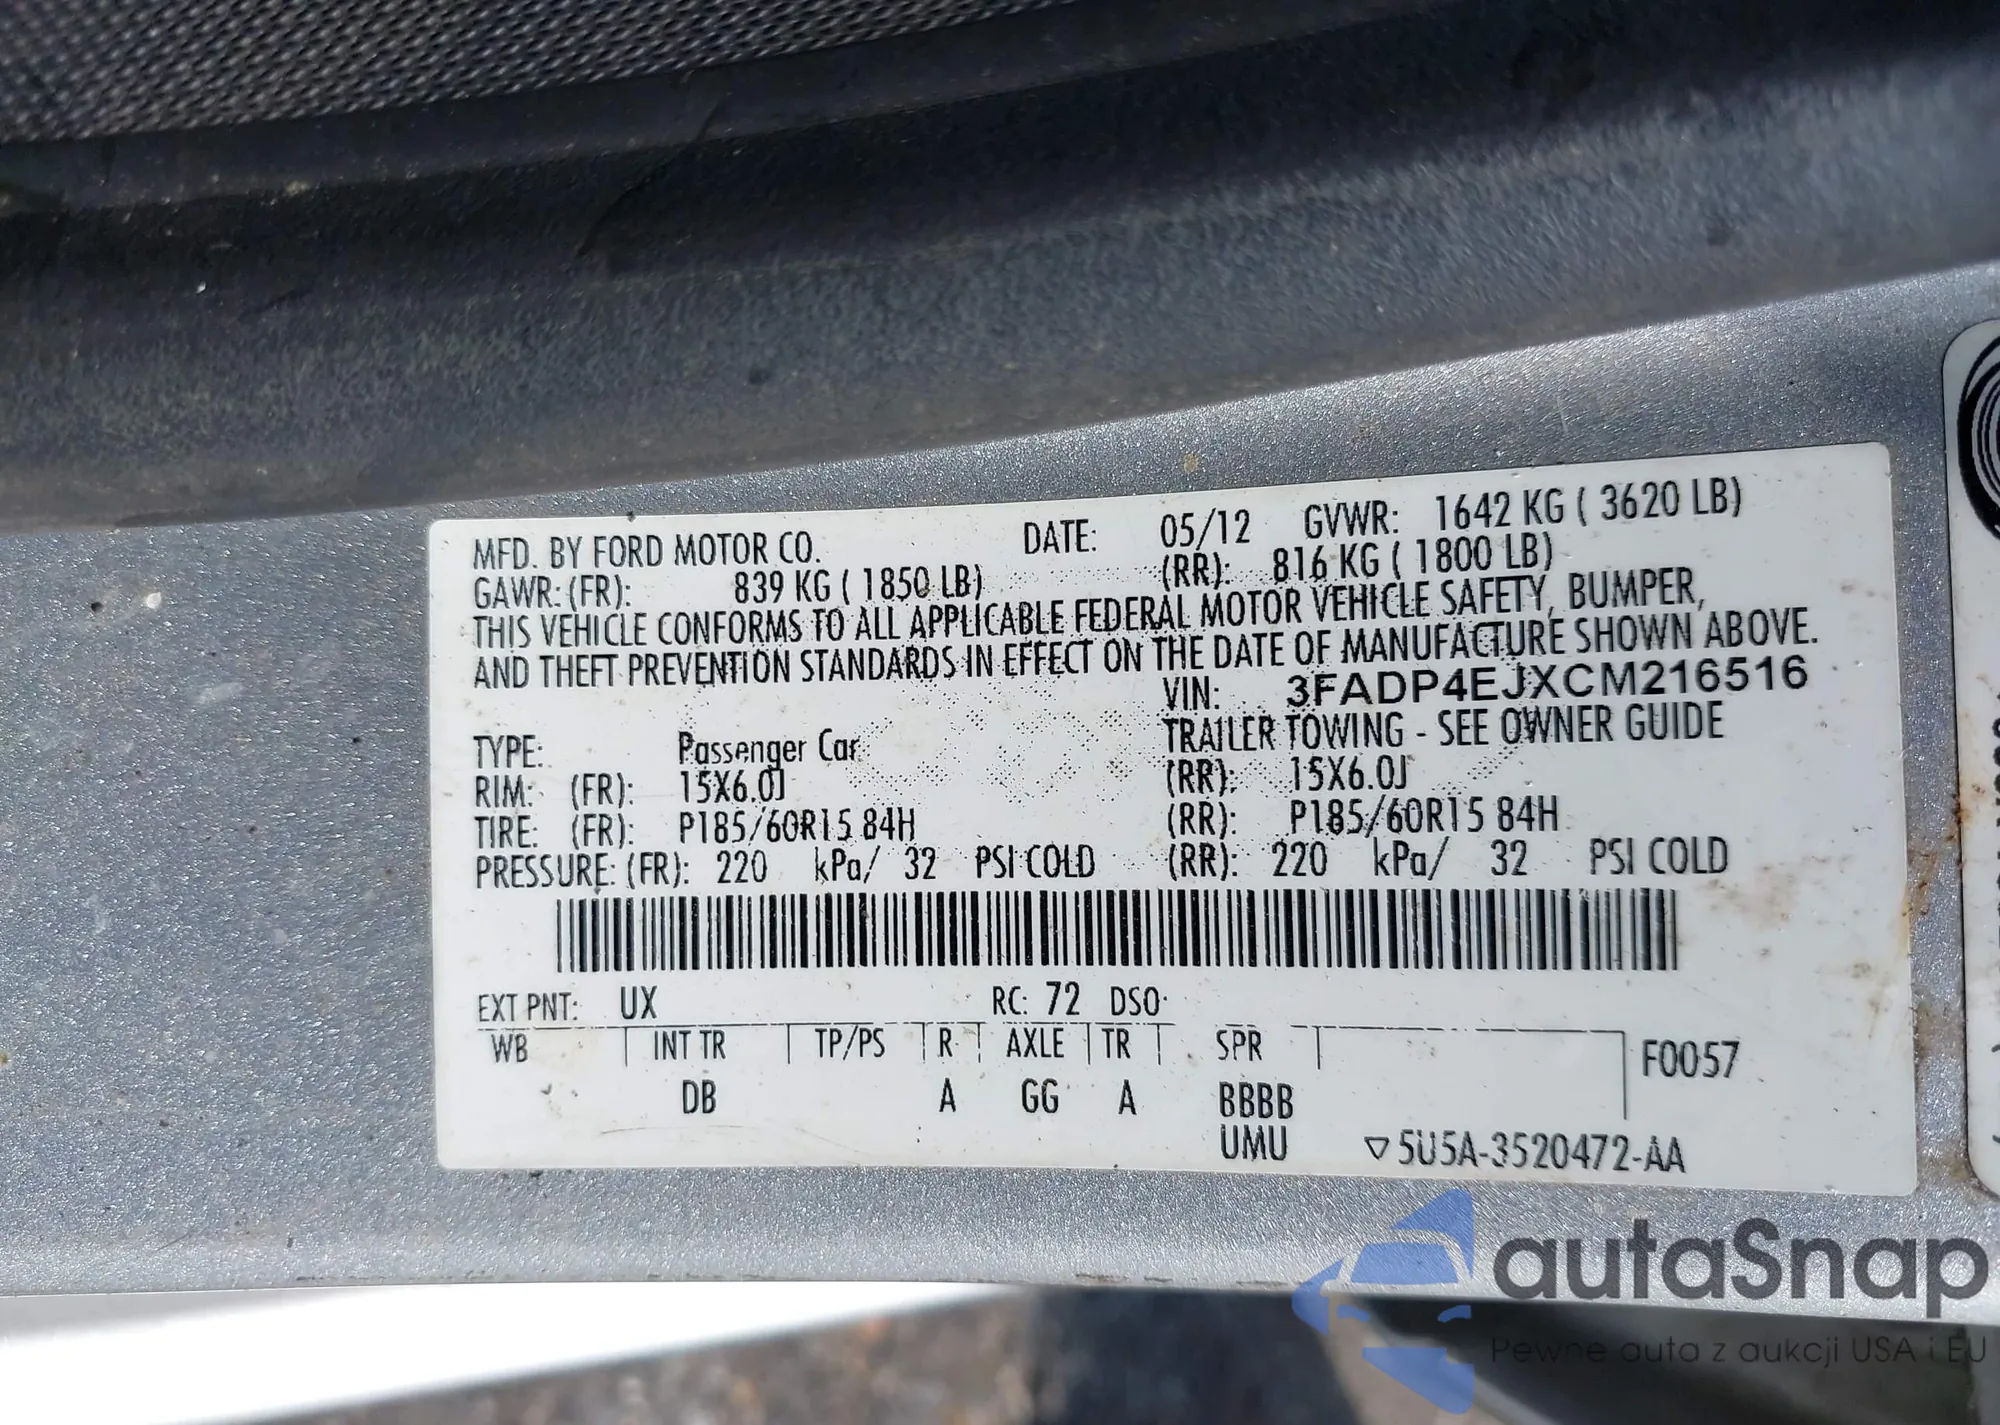 MFD. BY FORD MOTOR CO. DATE: 05/12 GVWR: 1642 KG ( 3620 LB)
GAWR: (FR): 839 KG ( 1850 LB) (RR): 816 KG ( 1800 LB)
THIS VEHICLE CONFORMS TO ALL APPLICABLE FEDERAL MOTOR VEHICLE SAFETY, BUMPER,
AND THEFT PREVENTION STANDARDS IN EFFECT ON THE DATE OF MANUFACTURE SHOWN ABOVE.
VIN: 3FADP4EJXCM216516
TYPE: Passenger Car TRAILER TOWING - SEE OWNER GUIDE
RIM: (FR): 15X6.0J (RR): 15X6.0J
TIRE: (FR): P185/60R15 84H (RR): P185/60R15 84H
PRESSURE: (FR): 220 kPa/ 32 PSI COLD (RR): 220 kPa/ 32 PSI COLD
EXT PNT: UX RC: 72 DSO:
WB INT TR TP/PS R AXLE TR SPR F0057
DB A GG A BBBB
UMU ▽5U5A-3520472-AA
autaSnap
Pewne auta z aukcji USA i EU